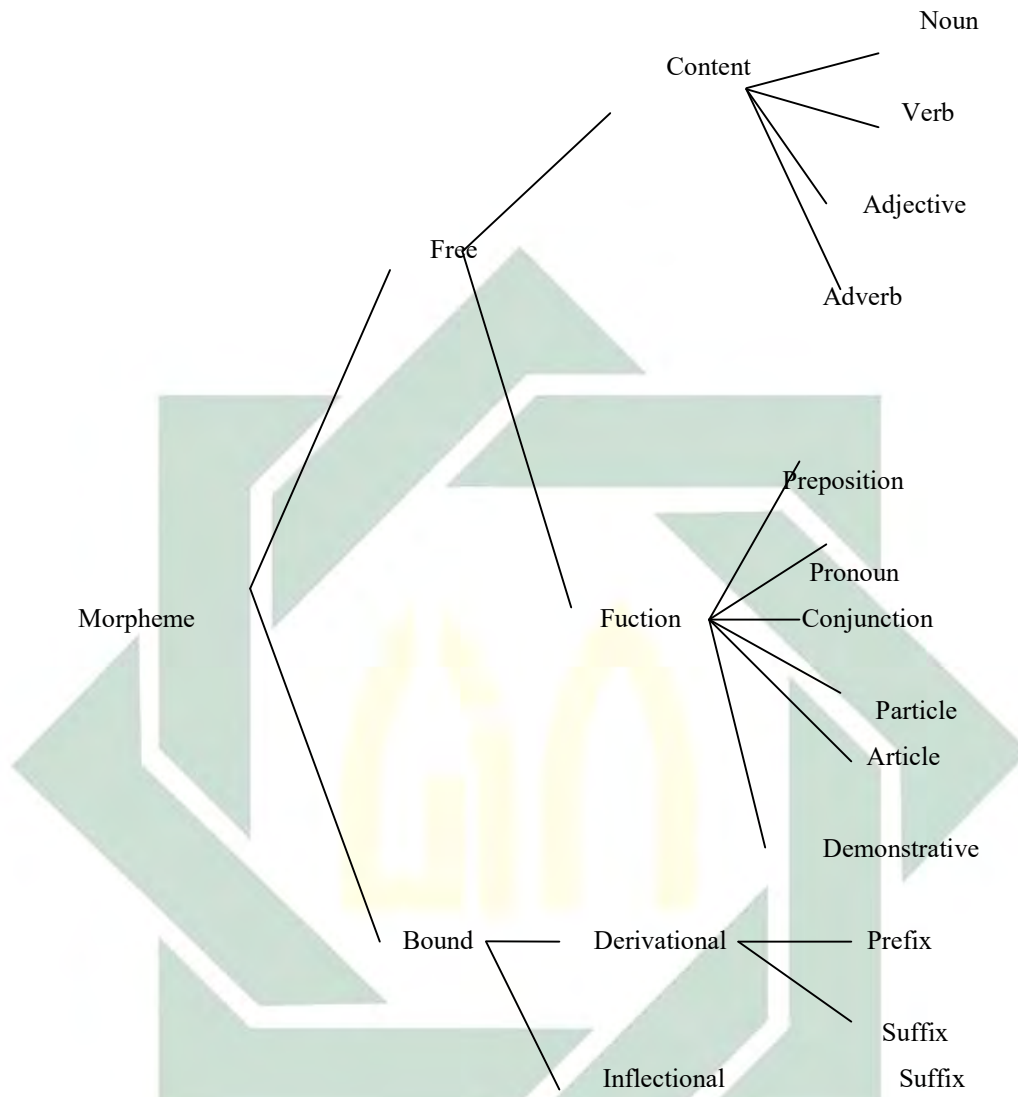 Noun
Content
Verb
Adjective
Free
Adverb
Preposition
Pronoun
Morpheme Fuction Conjunction
Particle
Article
Demonstrative
Bound Derivational Prefix
Suffix
Inflectional Suffix